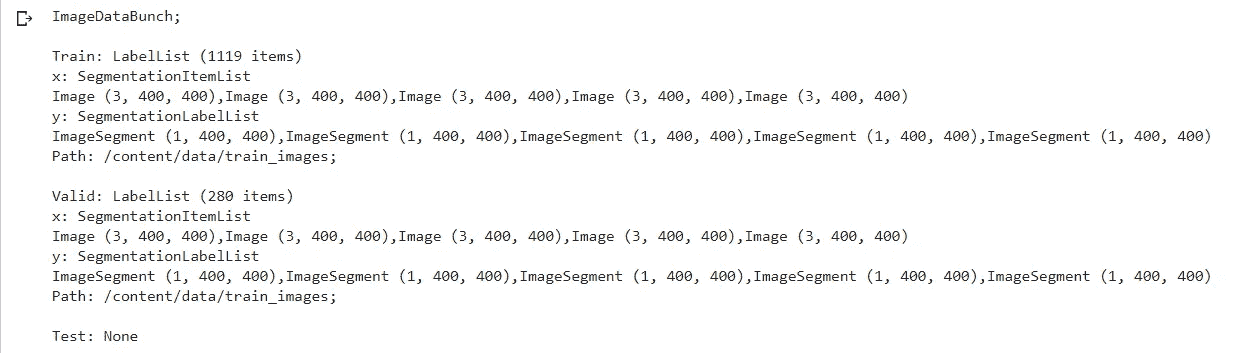 ImageDataBunch;
Train: LabelList (1119 items)
x: SegmentationItemList
Image (3, 400, 400),Image (3, 400, 400),Image (3, 400, 400),Image (3, 400, 400),Image (3, 400, 400)
y: SegmentationLabelList
ImageSegment (1, 400, 400),ImageSegment (1, 400, 400),ImageSegment (1, 400, 400),ImageSegment (1, 400, 400),ImageSegment (1, 400, 400)
Path: /content/data/train_images;
Valid: LabelList (280 items)
x: SegmentationItemList
Image (3, 400, 400),Image (3, 400, 400),Image (3, 400, 400),Image (3, 400, 400),Image (3, 400, 400)
y: SegmentationLabelList
ImageSegment (1, 400, 400),ImageSegment (1, 400, 400),ImageSegment (1, 400, 400),ImageSegment (1, 400, 400),ImageSegment (1, 400, 400)
Path: /content/data/train_images;
Test: None